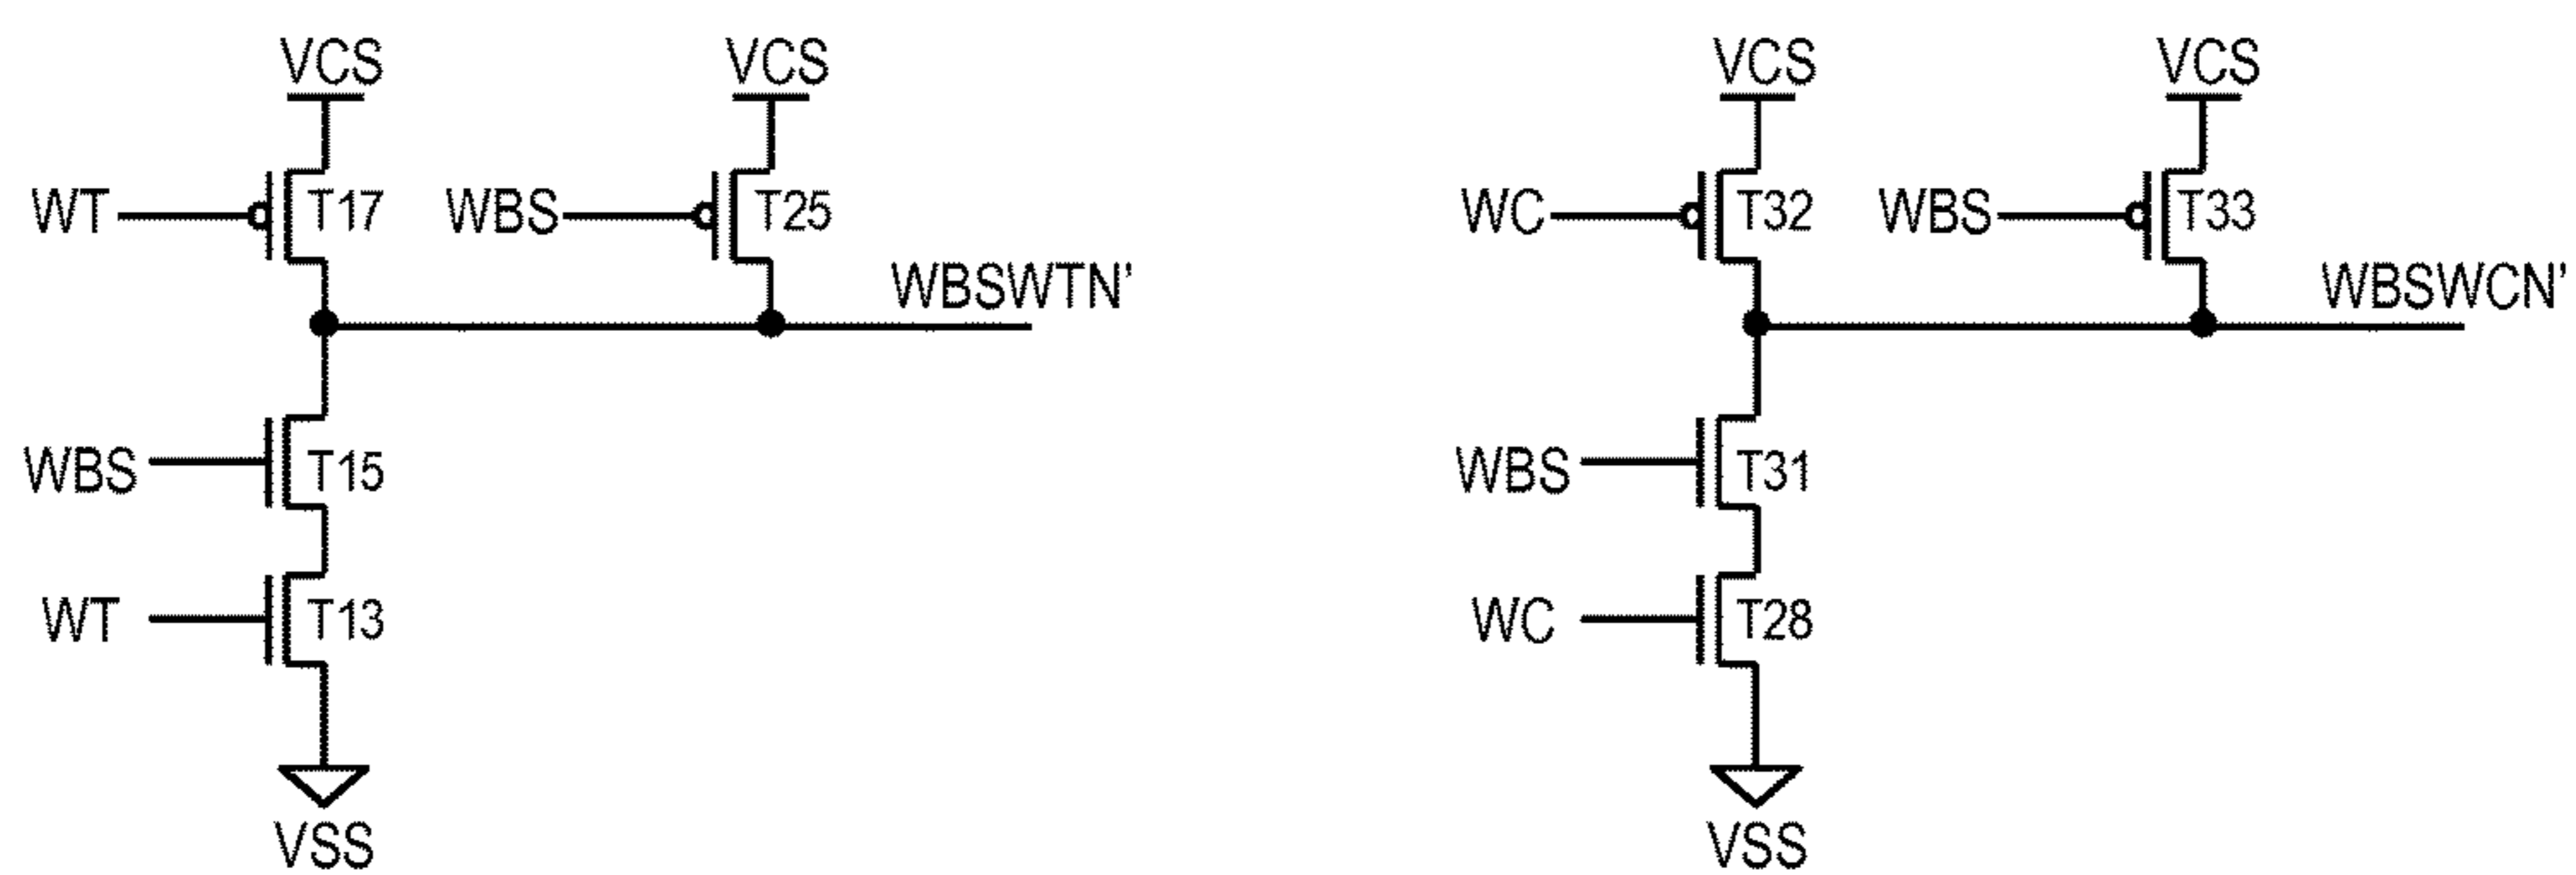 VCS VCS VCS VCS
WT T17 WBS T25 WC T32 WBS T33
WBSWTN' WBSWCN'
WBS T15 WBS T31
WT T13 WC T28
VSS VSS